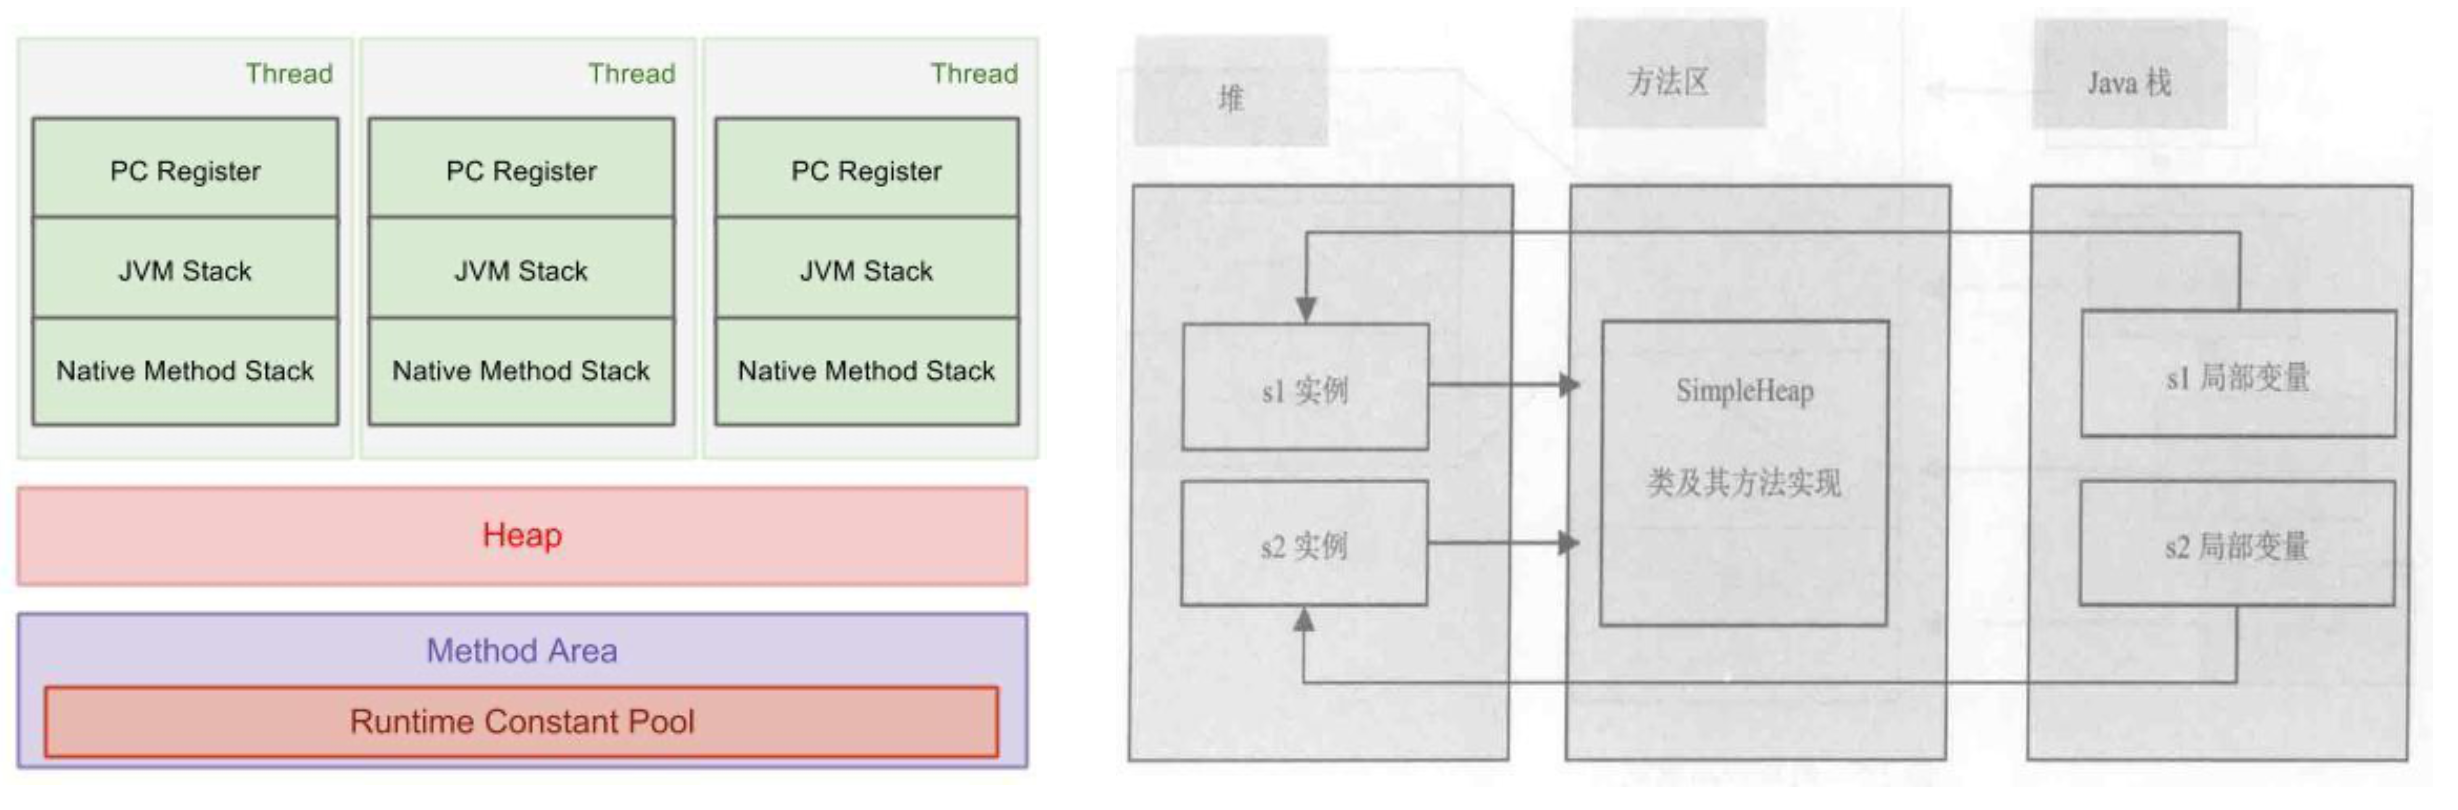 Thread
PC Register
JVM Stack
Native Method Stack
Thread
PC Register
JVM Stack
Native Method Stack
Thread
PC Register
JVM Stack
Native Method Stack
Heap
Method Area
Runtime Constant Pool
堆
s1 实例
s2 实例
方法区
SimpleHeap
类及其方法实现
Java 栈
s1 局部变量
s2 局部变量